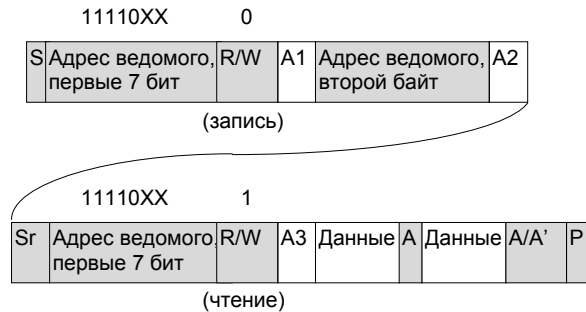 11110XX 0
S Адрес ведомого, R/W A1 Адрес ведомого, A2
первые 7 бит второй байт
(запись)
11110XX 1
Sr Адрес ведомого, R/W A3 Данные A Данные A/A’ P
первые 7 бит
(чтение)